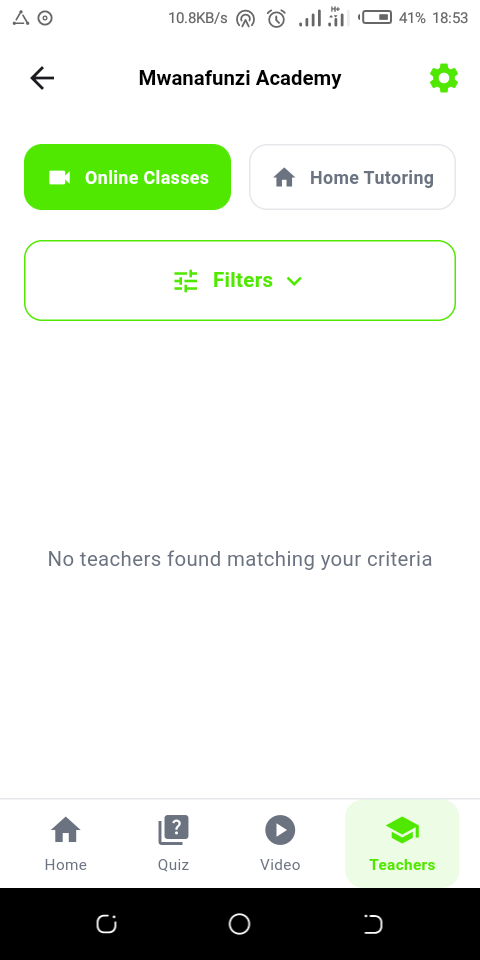 10.8KB/s H+ 41% 18:53
Mwanafunzi Academy
Online Classes
Home Tutoring
Filters
No teachers found matching your criteria
Home
Quiz
Video
Teachers